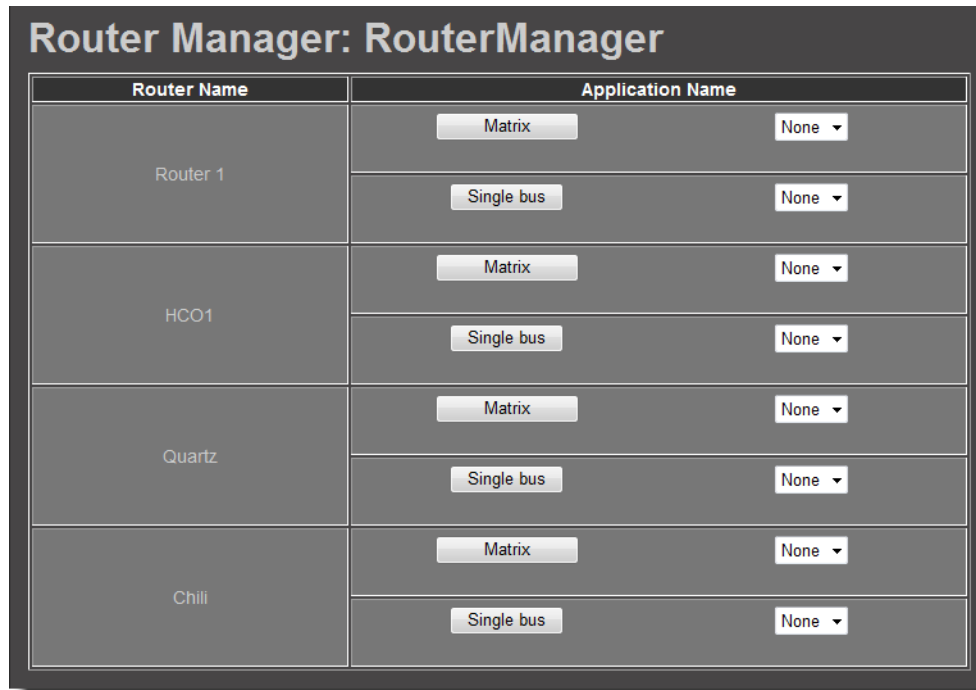 Router Manager: RouterManager
Router Name Application Name
Router 1
Matrix None
Single bus None
HCO1
Matrix None
Single bus None
Quartz
Matrix None
Single bus None
Chili
Matrix None
Single bus None